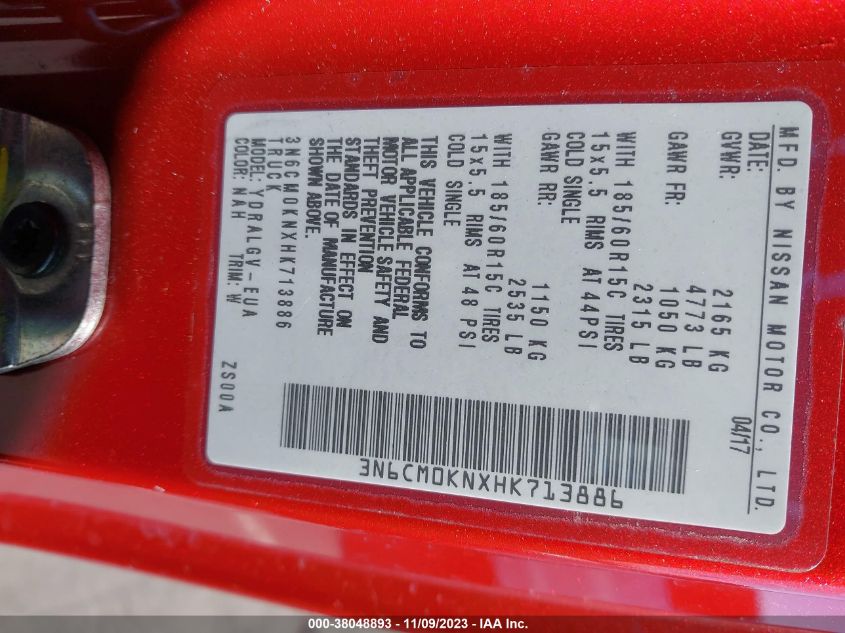 MFD. BY NISSAN MOTOR CO., LTD.
DATE: 04/17
GVWR: 2165 KG
4773 LB
GAWR FR: 1050 KG
2315 LB
WITH 185/60R15C TIRES
15x5.5 RIMS AT 44PSI
COLD SINGLE
GAWR RR: 1150 KG
2535 LB
WITH 185/60R15C TIRES
15x5.5 RIMS AT 48 PSI
COLD SINGLE
THIS VEHICLE CONFORMS TO
ALL APPLICABLE FEDERAL
MOTOR VEHICLE SAFETY AND
THEFT PREVENTION
STANDARDS IN EFFECT ON
THE DATE OF MANUFACTURE
SHOWN ABOVE.
3N6CM0KNXHK713886
TRUCK
MODEL: YDRALGV-EUA
COLOR: NAH TRIM: W ZS00A
3N6CM0KNXHK713886
000-38048893 - 11/09/2023 - IAA Inc.